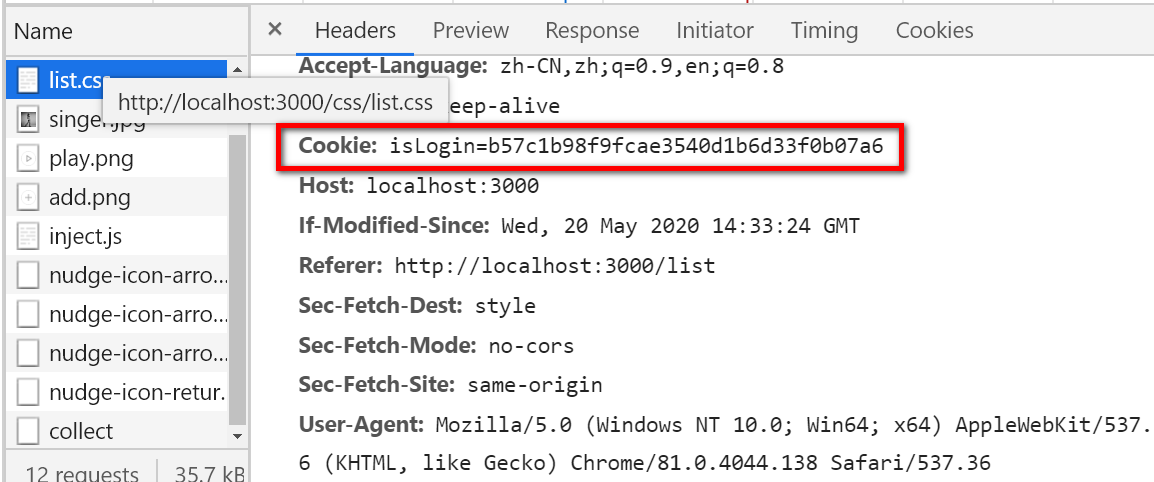 Name
× Headers Preview Response Initiator Timing Cookies
list.css
http://localhost:3000/css/list.css
singer.jpg
play.png
add.png
inject.js
nudge-icon-arro...
nudge-icon-arro...
nudge-icon-arro...
nudge-icon-retur.
collect
12 requests 35.7 kB
Accept-Language: zh-CN,zh;q=0.9,en;q=0.8
eep-alive
Cookie: isLogin=b57c1b98f9fcae3540d1b6d33f0b07a6
Host: localhost:3000
If-Modified-Since: Wed, 20 May 2020 14:33:24 GMT
Referer: http://localhost:3000/list
Sec-Fetch-Dest: style
Sec-Fetch-Mode: no-cors
Sec-Fetch-Site: same-origin
User-Agent: Mozilla/5.0 (Windows NT 10.0; Win64; x64) AppleWebKit/537.
6 (KHTML, like Gecko) Chrome/81.0.4044.138 Safari/537.36